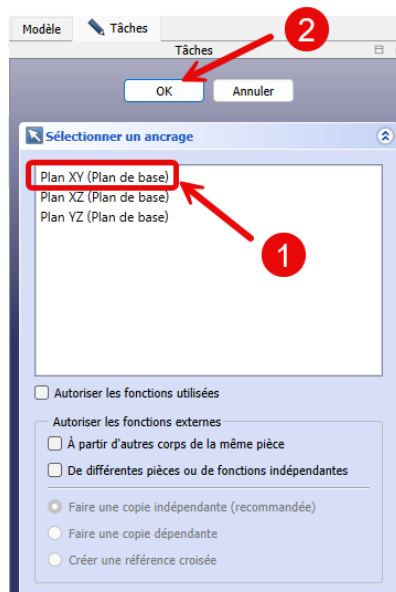 Modèle
Tâches
2
Tâches
OK
Annuler
Sélectionner un ancrage
Plan XY (Plan de base)
Plan XZ (Plan de base)
Plan YZ (Plan de base)
1
Autoriser les fonctions utilisées
Autoriser les fonctions externes
À partir d'autres corps de la même pièce
De différentes pièces ou de fonctions indépendantes
Faire une copie indépendante (recommandée)
Faire une copie dépendante
Créer une référence croisée